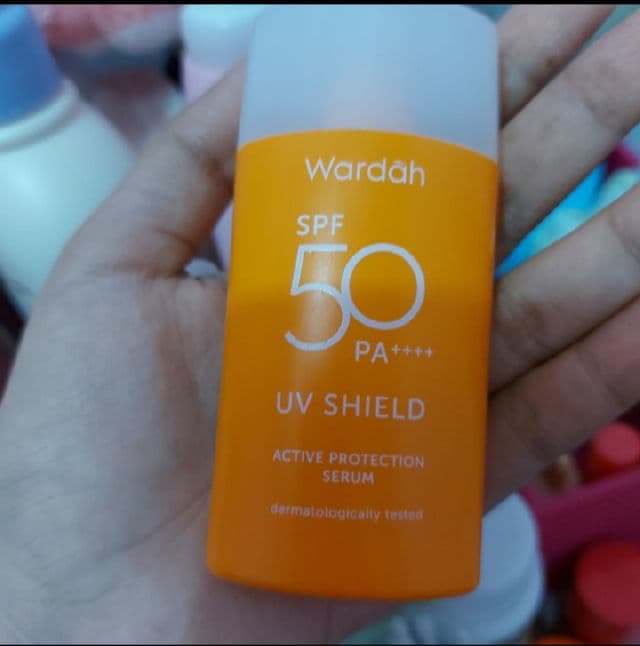 Wardah
SPF
50
PA++++
UV SHIELD
ACTIVE PROTECTION
SERUM
dermatologically tested